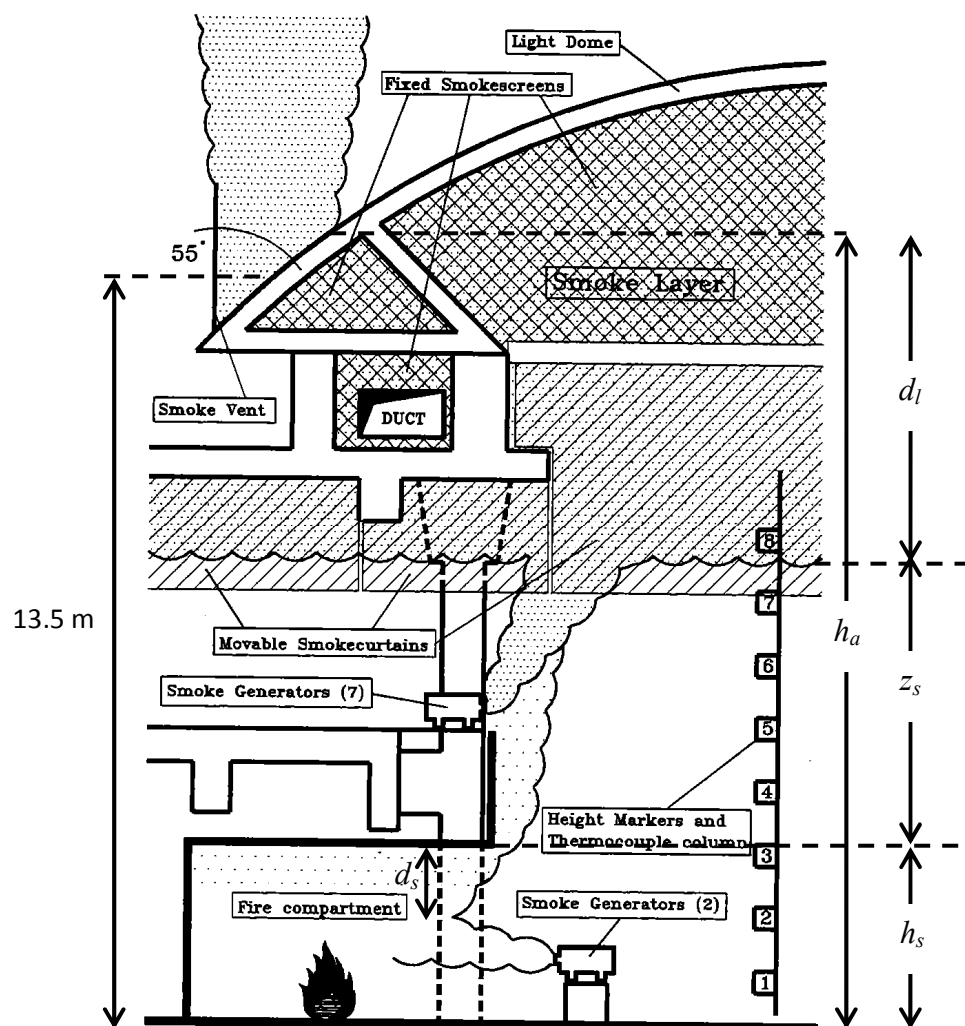 Light Dome
Fixed Smokescreens
55°
Smoke Layer
Smoke Vent
DUCT
d_l
8
13.5 m
7
h_a
Movable Smokecurtains
6
z_s
Smoke Generators (7)
5
4
Height Markers and
Thermocouple column
3
d_s
Fire compartment
Smoke Generators (2)
2
h_s
1